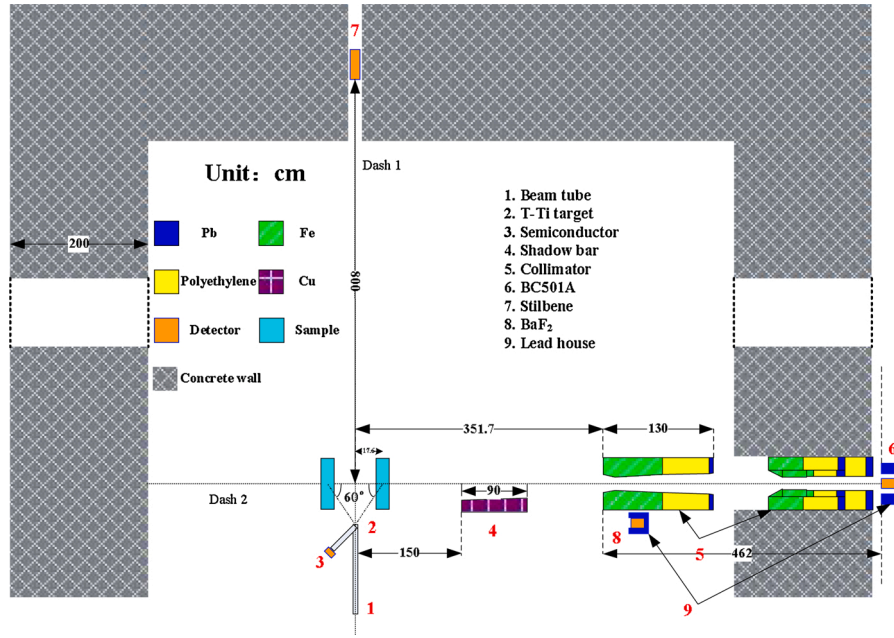 7
Dash 1
Unit: cm
Pb
Fe
Polyethylene
Cu
Detector
Sample
Concrete wall
200
800
1. Beam tube
2. T-Ti target
3. Semiconductor
4. Shadow bar
5. Collimator
6. BC501A
7. Stilbene
8. BaF₂
9. Lead house
351.7
130
17.6
6
Dash 2
60°
90
2
4
8
5
3
150
462
9
1